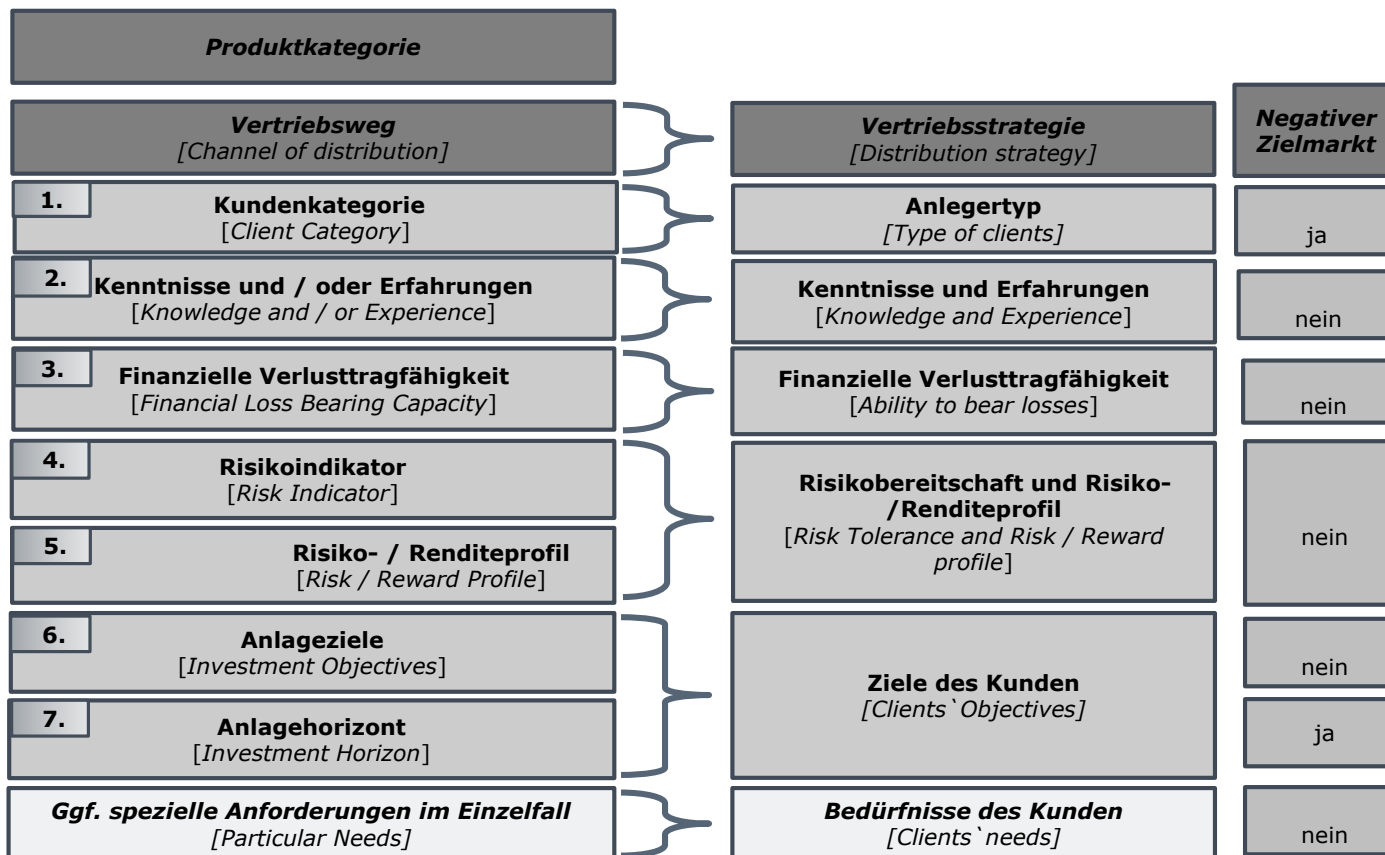 Produktkategorie
Vertriebsweg
[Channel of distribution]
Vertriebsstrategie
[Distribution strategy]
Negativer
Zielmarkt
1.
Kundenkategorie
[Client Category]
Anlegertyp
[Type of clients]
ja
2.
Kenntnisse und / oder Erfahrungen
[Knowledge and / or Experience]
Kenntnisse und Erfahrungen
[Knowledge and Experience]
nein
3.
Finanzielle Verlusttragfähigkeit
[Financial Loss Bearing Capacity]
Finanzielle Verlusttragfähigkeit
[Ability to bear losses]
nein
4.
Risikoindikator
[Risk Indicator]
5.
Risiko- / Renditeprofil
[Risk / Reward Profile]
Risikobereitschaft und Risiko-
/Renditeprofil
[Risk Tolerance and Risk / Reward
profile]
nein
6.
Anlageziele
[Investment Objectives]
7.
Anlagehorizont
[Investment Horizon]
Ziele des Kunden
[Clients`Objectives]
nein
ja
Ggf. spezielle Anforderungen im Einzelfall
[Particular Needs]
Bedürfnisse des Kunden
[Clients`needs]
nein